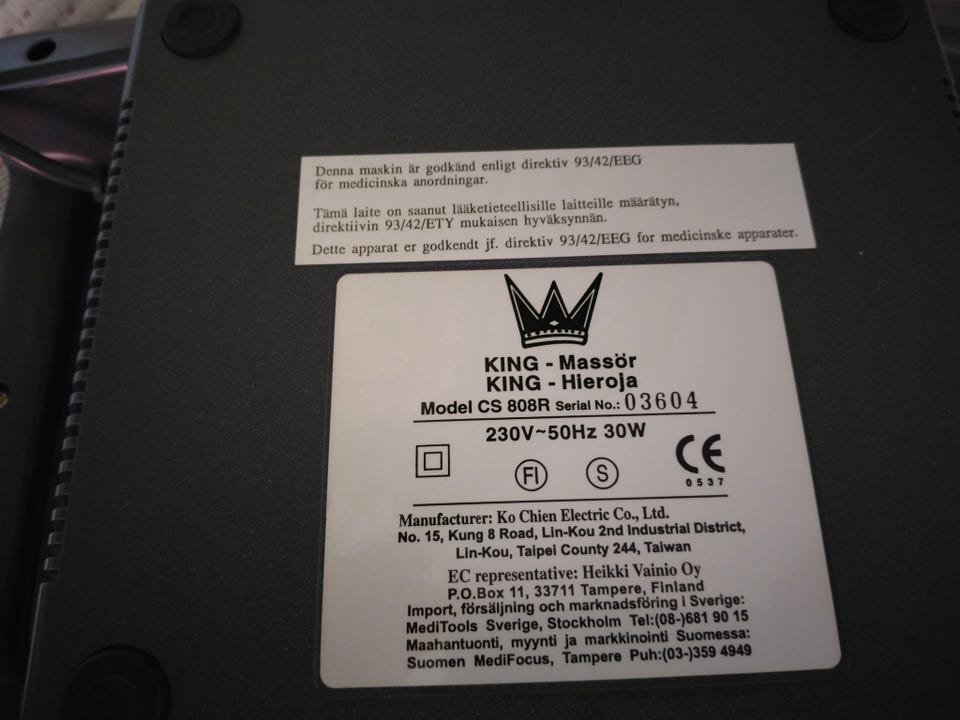 Denna maskin är godkänd enligt direktiv 93/42/EEG
för medicinska anordningar.
Tämä laite on saanut lääketieteellisille laitteille määrätyn,
direktiivin 93/42/ETY mukaisen hyväksynnän.
Dette apparat er godkendt jf. direktiv 93/42/EEG for medicinske apparater.
KING - Massör
KING - Hieroja
Model CS 808R Serial No.: 03604
230V~50Hz 30W
FI S CE
0537
Manufacturer: Ko Chien Electric Co., Ltd.
No. 15, Kung 8 Road, Lin-Kou 2nd Industrial District,
Lin-Kou, Taipei County 244, Taiwan
EC representative: Heikki Vainio Oy
P.O.Box 11, 33711 Tampere, Finland
Import, försäljning och marknadsföring i Sverige:
MediTools Sverige, Stockholm Tel:(08-)681 90 15
Maahantuonti, myynti ja markkinointi Suomessa:
Suomen MediFocus, Tampere Puh:(03-)359 4949